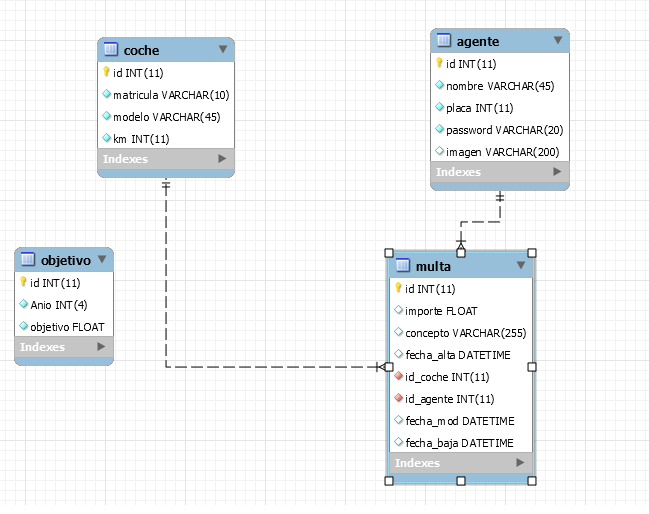 coche
id INT(11)
matricula VARCHAR(10)
modelo VARCHAR(45)
km INT(11)
Indexes
agente
id INT(11)
nombre VARCHAR(45)
placa INT(11)
password VARCHAR(20)
imagen VARCHAR(200)
Indexes
objetivo
id INT(11)
Anio INT(4)
objetivo FLOAT
Indexes
multa
id INT(11)
importe FLOAT
concepto VARCHAR(255)
fecha_alta DATETIME
id_coche INT(11)
id_agente INT(11)
fecha_mod DATETIME
fecha_baja DATETIME
Indexes